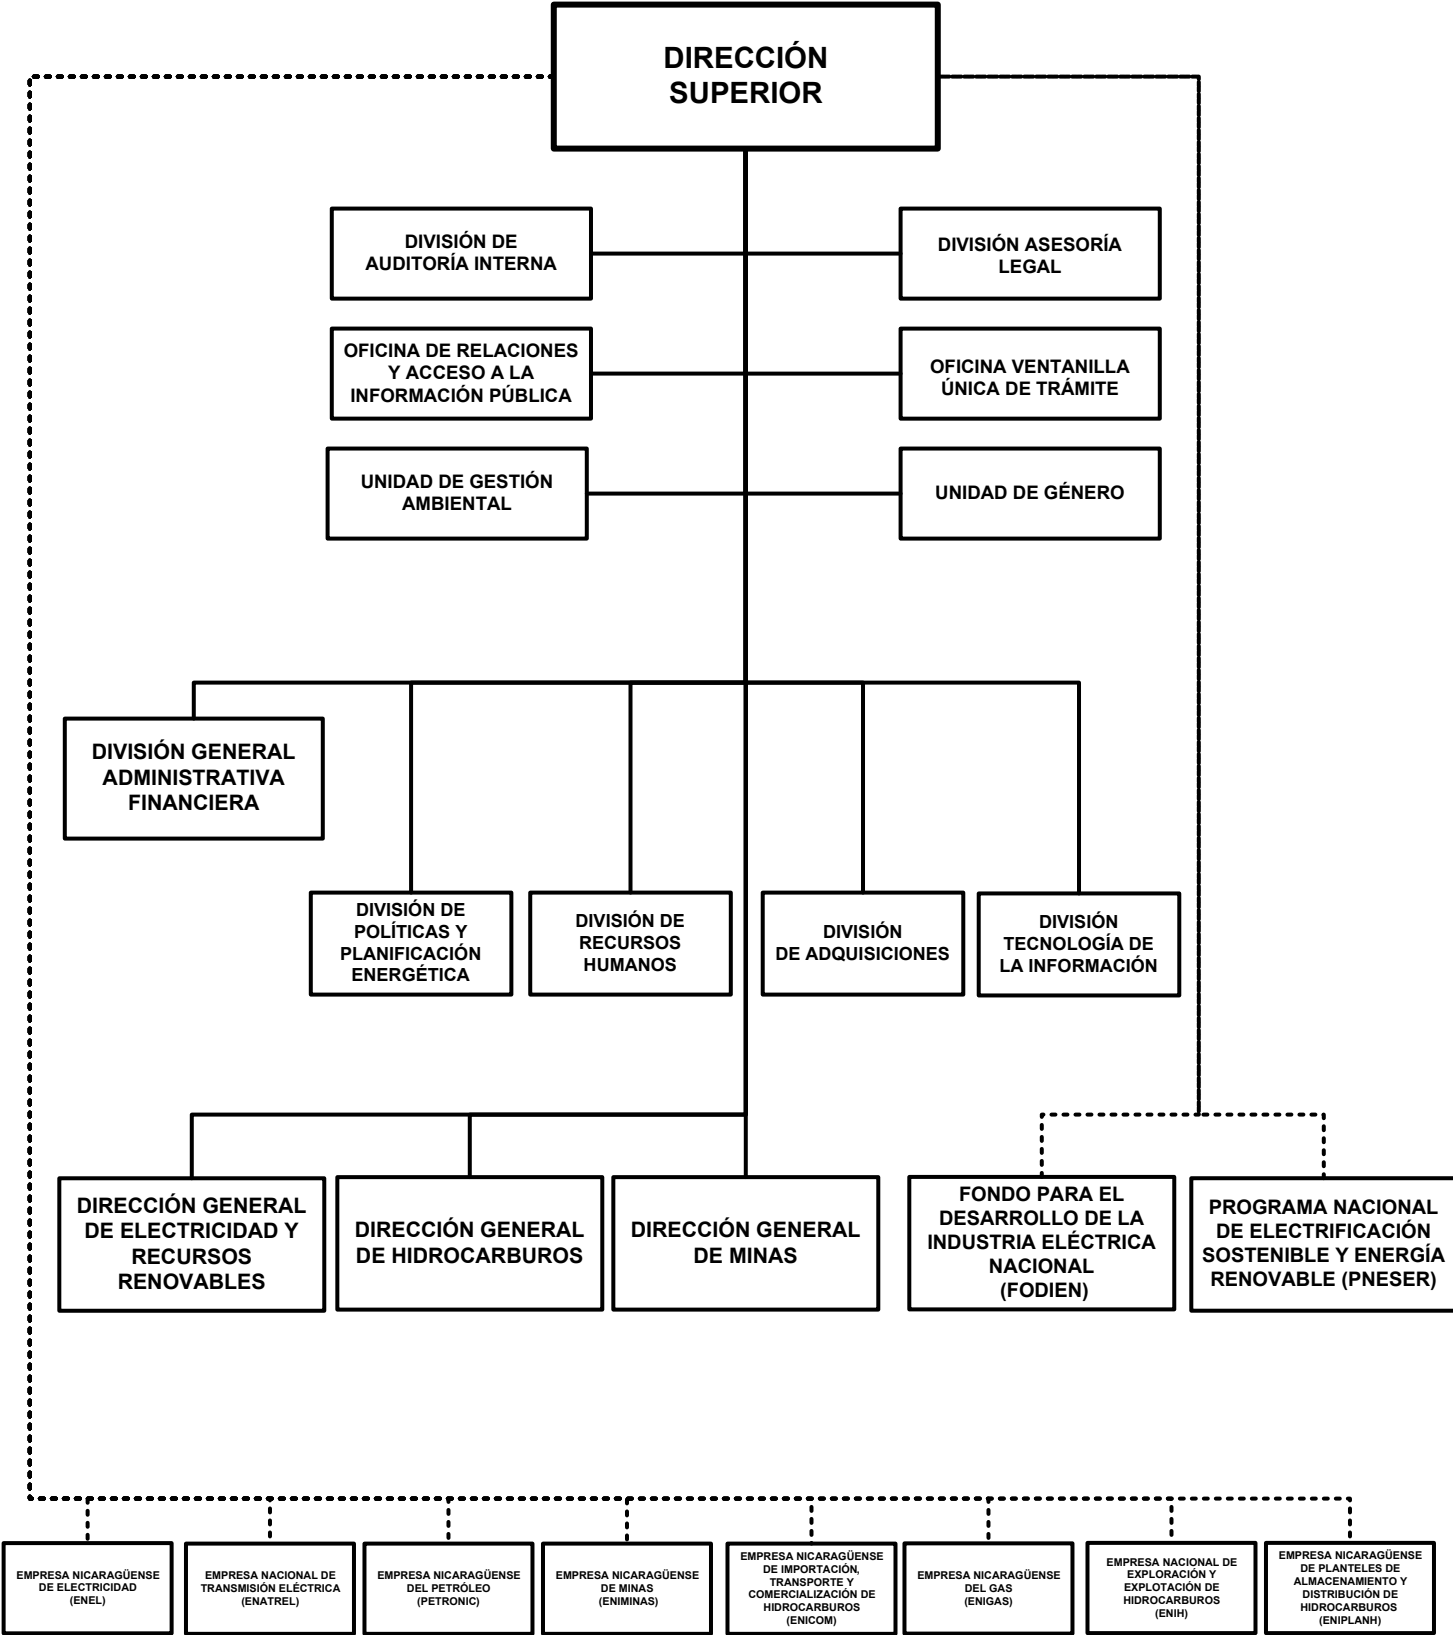 DIRECCIÓN
SUPERIOR
DIVISIÓN DE
AUDITORÍA INTERNA
DIVISIÓN ASESORÍA
LEGAL
OFICINA DE RELACIONES
Y ACCESO A LA
INFORMACIÓN PÚBLICA
OFICINA VENTANILLA
ÚNICA DE TRÁMITE
UNIDAD DE GESTIÓN
AMBIENTAL
UNIDAD DE GÉNERO
DIVISIÓN GENERAL
ADMINISTRATIVA
FINANCIERA
DIVISIÓN DE
POLÍTICAS Y
PLANIFICACIÓN
ENERGÉTICA
DIVISIÓN DE
RECURSOS
HUMANOS
DIVISIÓN
DE ADQUISICIONES
DIVISIÓN
TECNOLOGÍA DE
LA INFORMACIÓN
DIRECCIÓN GENERAL
DE ELECTRICIDAD Y
RECURSOS
RENOVABLES
DIRECCIÓN GENERAL
DE HIDROCARBUROS
DIRECCIÓN GENERAL
DE MINAS
FONDO PARA EL
DESARROLLO DE LA
INDUSTRIA ELÉCTRICA
NACIONAL
(FODIEN)
PROGRAMA NACIONAL
DE ELECTRIFICACIÓN
SOSTENIBLE Y ENERGÍA
RENOVABLE (PNESER)
EMPRESA NICARAGÜENSE
DE ELECTRICIDAD
(ENEL)
EMPRESA NACIONAL DE
TRANSMISIÓN ELÉCTRICA
(ENATREL)
EMPRESA NICARAGÜENSE
DEL PETRÓLEO
(PETRONIC)
EMPRESA NICARAGÜENSE
DE MINAS
(ENIMINAS)
EMPRESA NICARAGÜENSE
DE IMPORTACIÓN,
TRANSPORTE Y
COMERCIALIZACIÓN DE
HIDROCARBUROS
(ENICOM)
EMPRESA NICARAGÜENSE
DEL GAS
(ENIGAS)
EMPRESA NACIONAL DE
EXPLORACIÓN Y
EXPLOTACIÓN DE
HIDROCARBUROS
(ENIH)
EMPRESA NICARAGÜENSE
DE PLANTELES DE
ALMACENAMIENTO Y
DISTRIBUCIÓN DE
HIDROCARBUROS
(ENIPLANH)